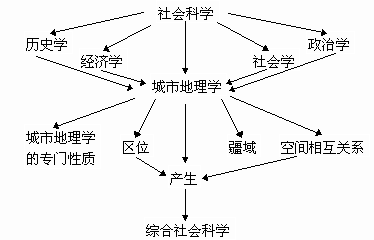 社会科学
历史学
政治学
经济学
社会学
城市地理学
城市地理学
的专门性质
区位
疆域
空间相互关系
产生
综合社会科学